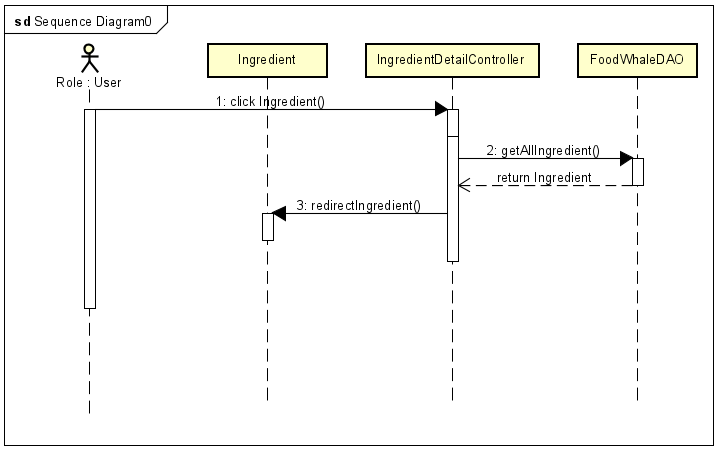 sd Sequence Diagram0
Role : User
Ingredient
IngredientDetailController
FoodWhaleDAO
1: click Ingredient()
2: getAllIngredient()
return Ingredient
3: redirectIngredient()